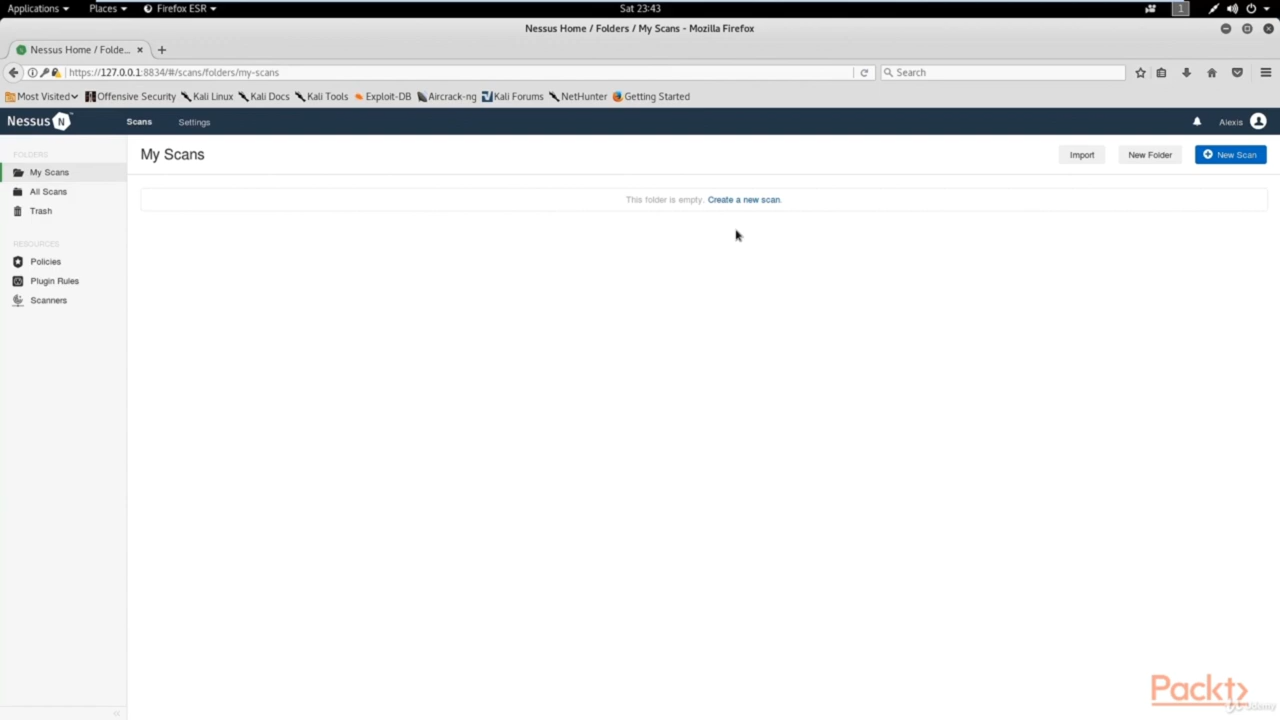 Applications Places Firefox ESR Sat 23:43 1
Nessus Home / Folders / My Scans - Mozilla Firefox
Nessus Home / Folde... × +
https://127.0.0.1:8834/#/scans/folders/my-scans Search
Most Visited Offensive Security Kali Linux Kali Docs Kali Tools Exploit-DB Aircrack-ng Kali Forums NetHunter Getting Started
Nessus N Scans Settings Alexis
FOLDERS
My Scans
All Scans
Trash
RESOURCES
Policies
Plugin Rules
Scanners
My Scans Import New Folder New Scan
This folder is empty. Create a new scan.
Packt
Udemy